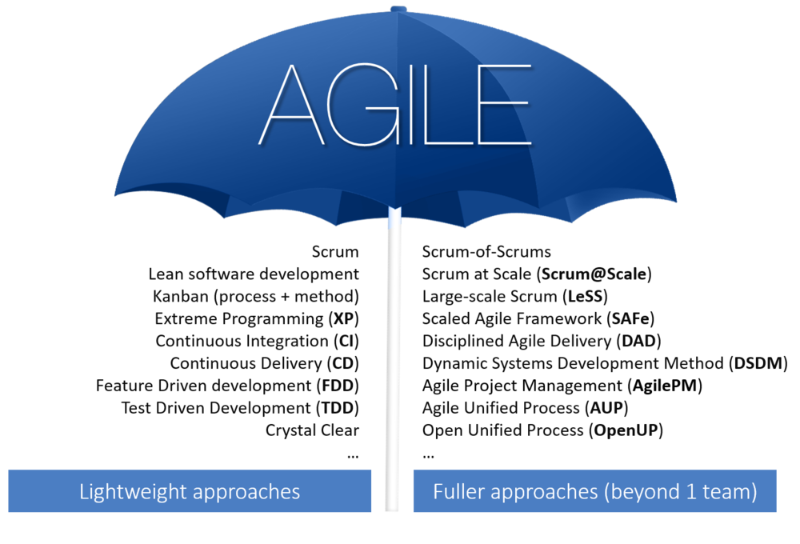 AGILE
Scrum
Lean software development
Kanban (process + method)
Extreme Programming (XP)
Continuous Integration (CI)
Continuous Delivery (CD)
Feature Driven development (FDD)
Test Driven Development (TDD)
Crystal Clear
...
Lightweight approaches
Scrum-of-Scrums
Scrum at Scale (Scrum@Scale)
Large-scale Scrum (LeSS)
Scaled Agile Framework (SAFe)
Disciplined Agile Delivery (DAD)
Dynamic Systems Development Method (DSDM)
Agile Project Management (AgilePM)
Agile Unified Process (AUP)
Open Unified Process (OpenUP)
...
Fuller approaches (beyond 1 team)